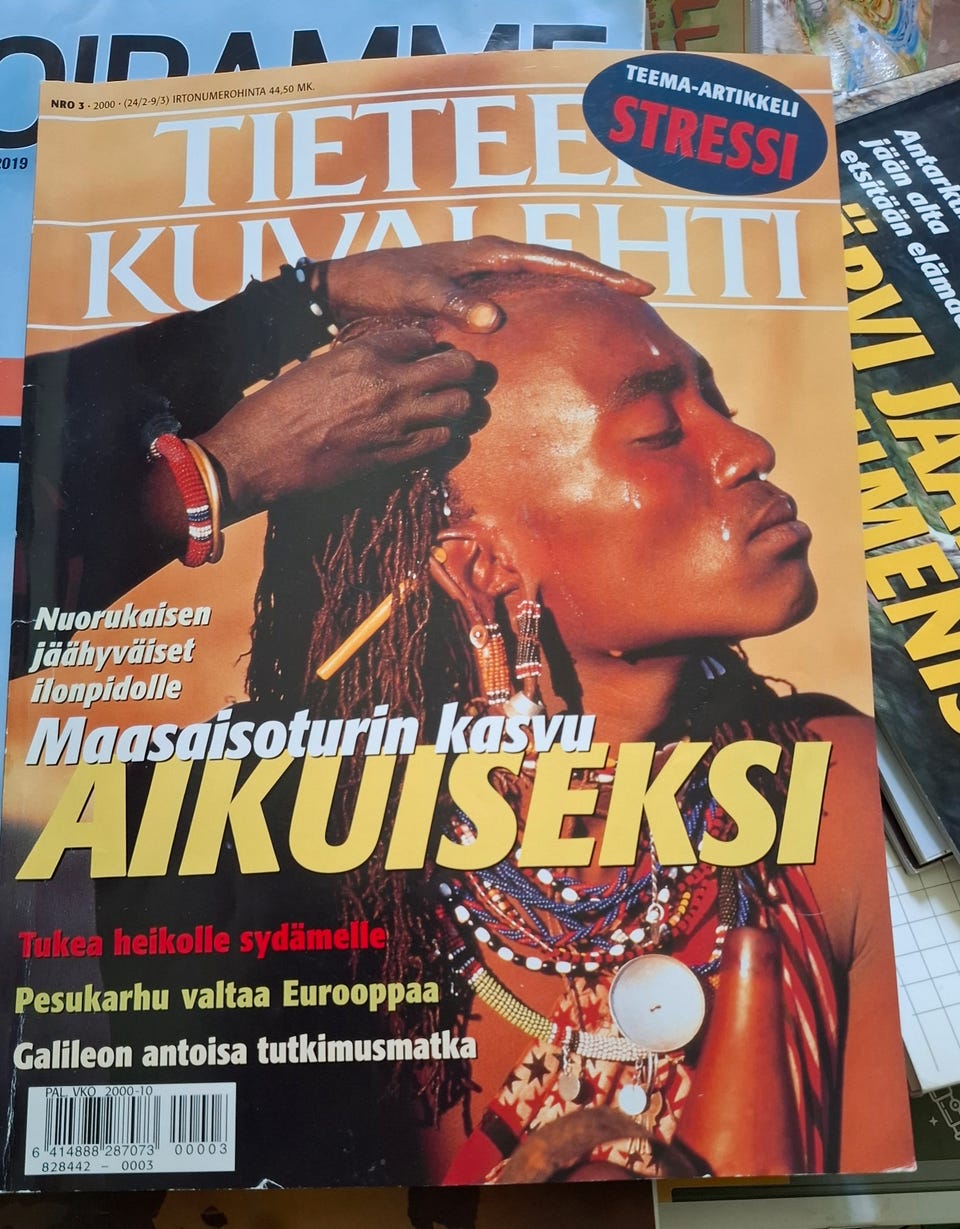 OIRAMME
2019
NRO 3 • 2000 • (24/2-9/3) IRTONUMEROHINTA 44,50 MK.
TEEMA-ARTIKKELI
STRESSI
TIETEEN
KUVALEHTI
Nuorukaisen
jäähyväiset
ilonpidolle
Maasaisoturin kasvu
AIKUISEKSI
Tukea heikolle sydämelle
Pesukarhu valtaa Eurooppaa
Galileon antoisa tutkimusmatka
PAL. VKO 2000-10
6 414888 287073 00003
828442 – 0003
jään alta
etsitään elämää